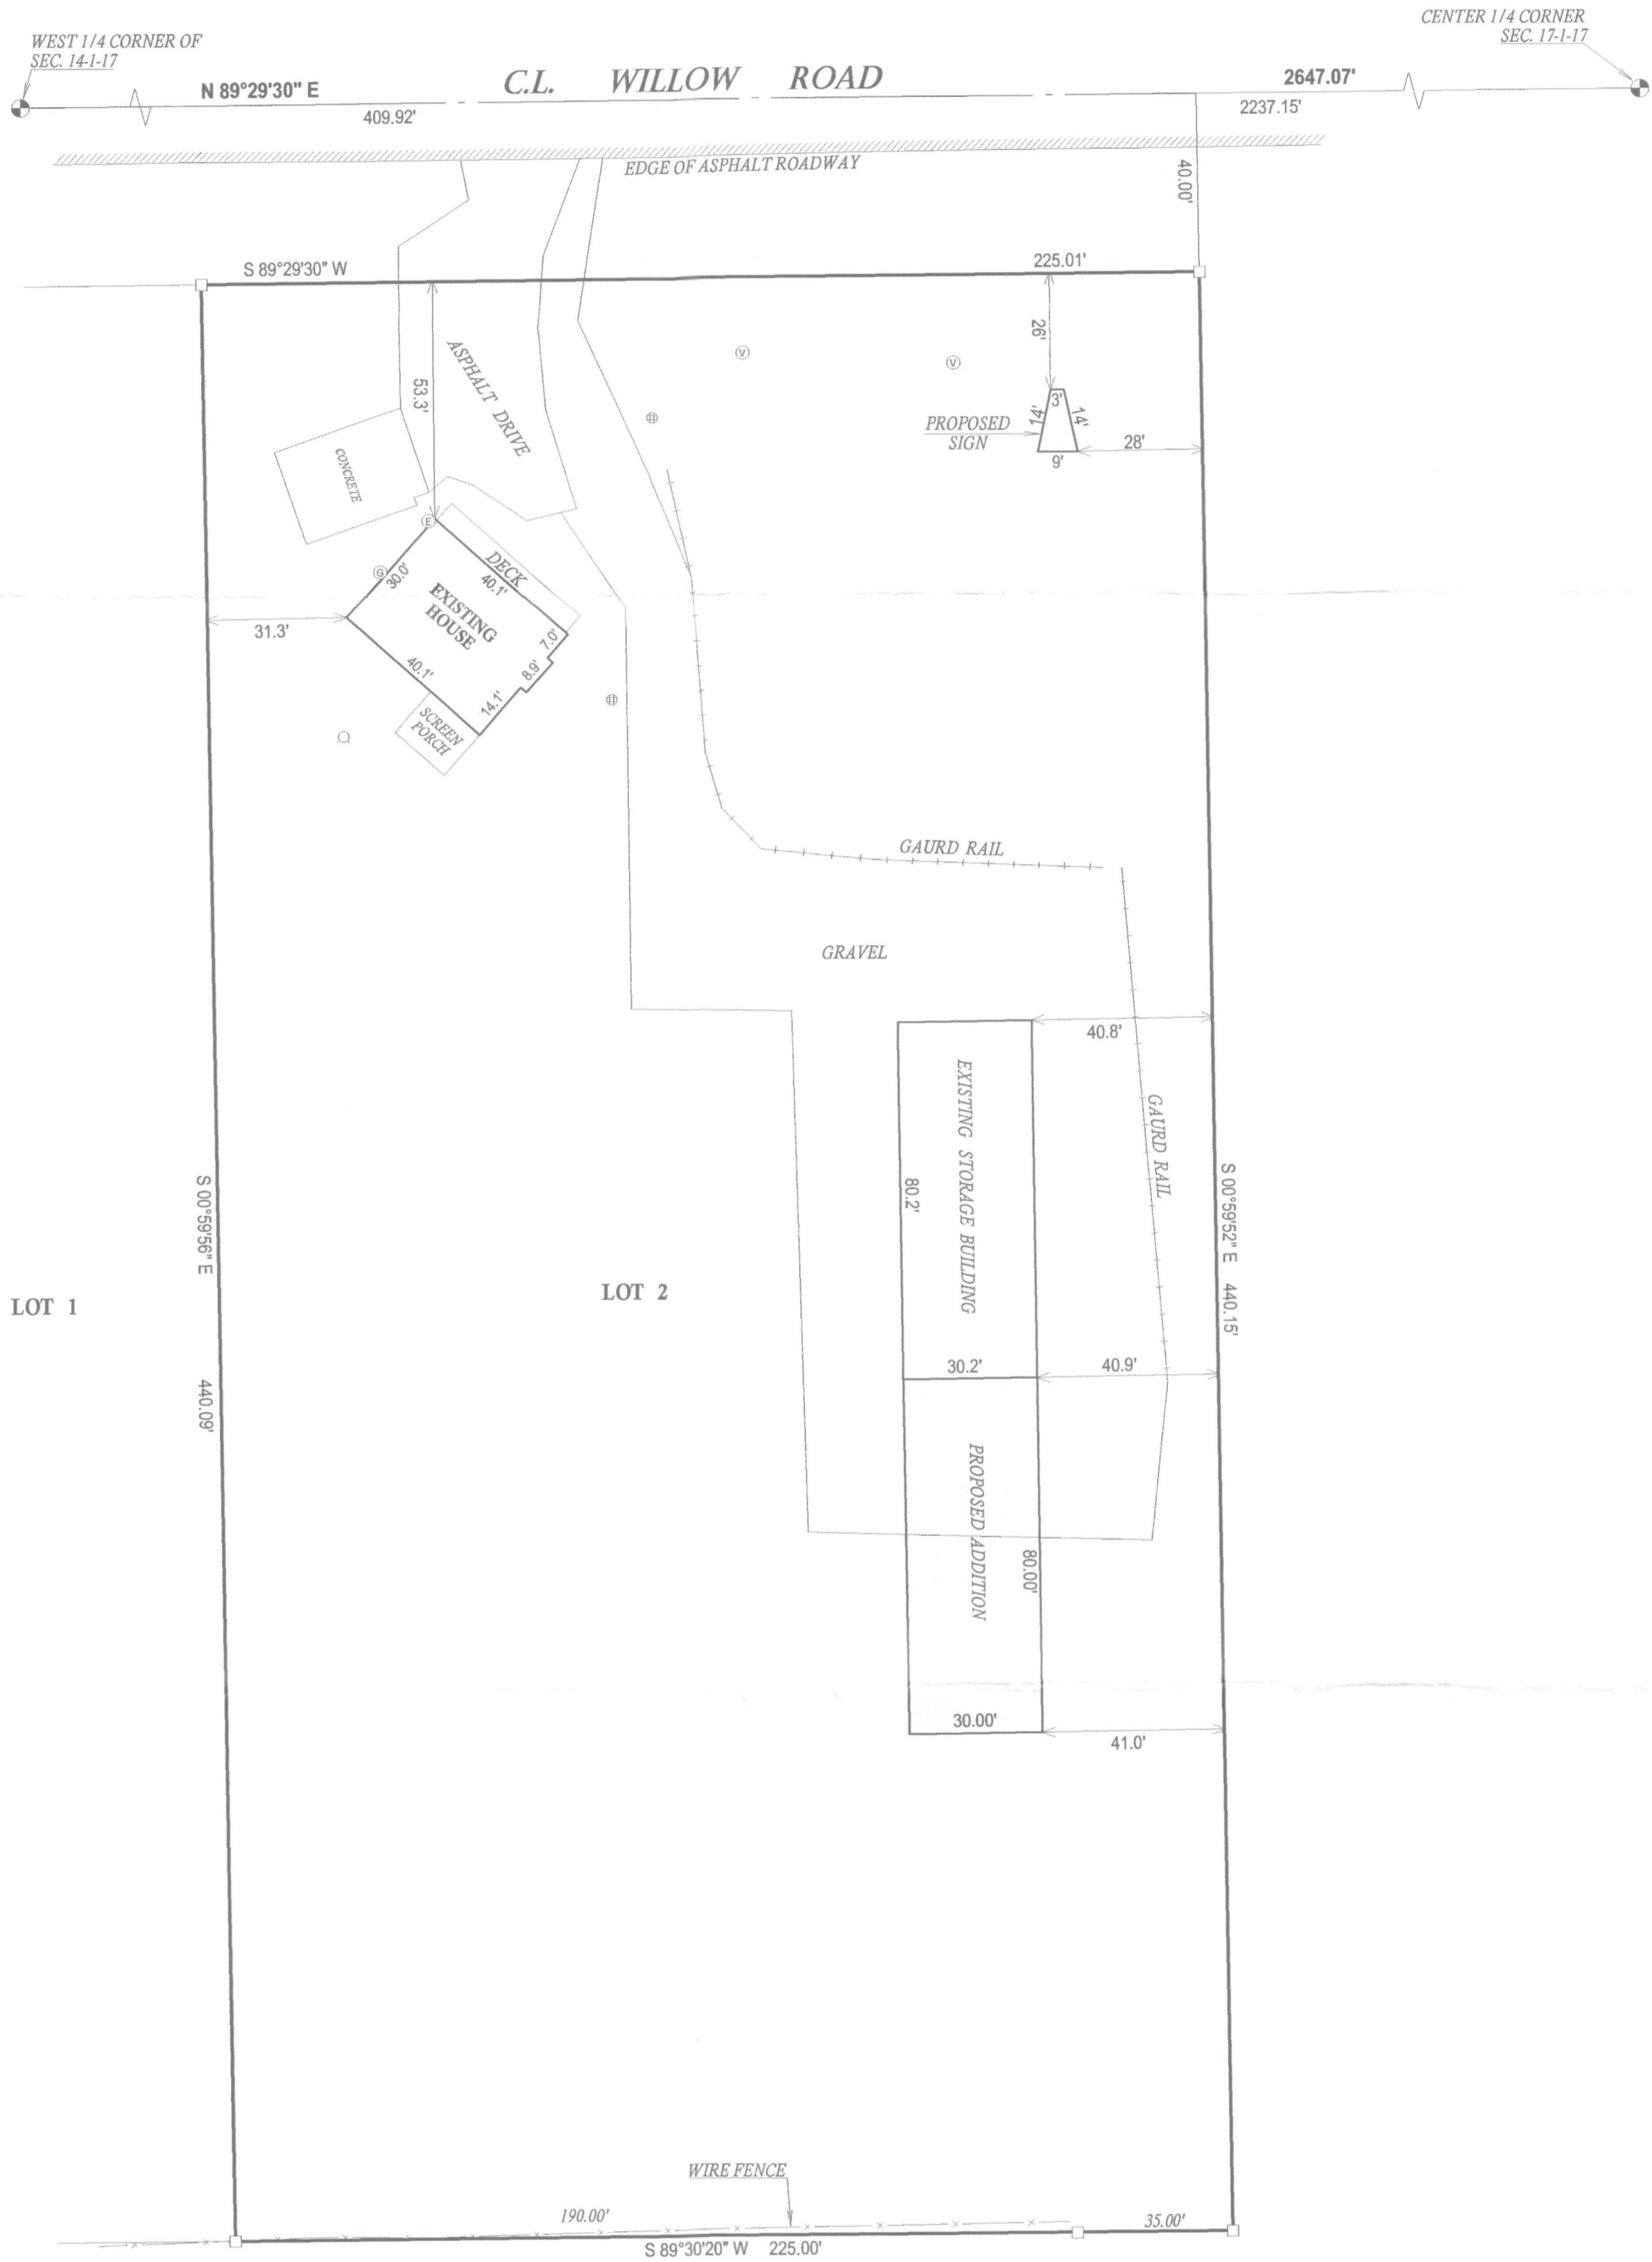 CENTER 1/4 CORNER
SEC. 17-1-17
WEST 1/4 CORNER OF
SEC. 14-1-17
N 89°29'30" E
C.L. WILLOW ROAD
2647.07'
409.92'
2237.15'
EDGE OF ASPHALT ROADWAY
40.00'
S 89°29'30" W
225.01'
26'
53.3'
ASPHALT DRIVE
V
V
PROPOSED
SIGN
3'
14'
14'
9'
28'
CONCRETE
E
G
30.0'
DECK
40.1'
EXISTING
HOUSE
31.3'
40.1'
7.0'
8.9'
14.1'
SCREEN
PORCH
GAURD RAIL
GRAVEL
40.8'
EXISTING STORAGE BUILDING
GAURD RAIL
80.2'
S 00°59'56" E
440.09'
S 00°59'52" E 440.15'
LOT 1
LOT 2
30.2'
40.9'
PROPOSED ADDITION
80.00'
30.00'
41.0'
WIRE FENCE
190.00'
35.00'
S 89°30'20" W 225.00'